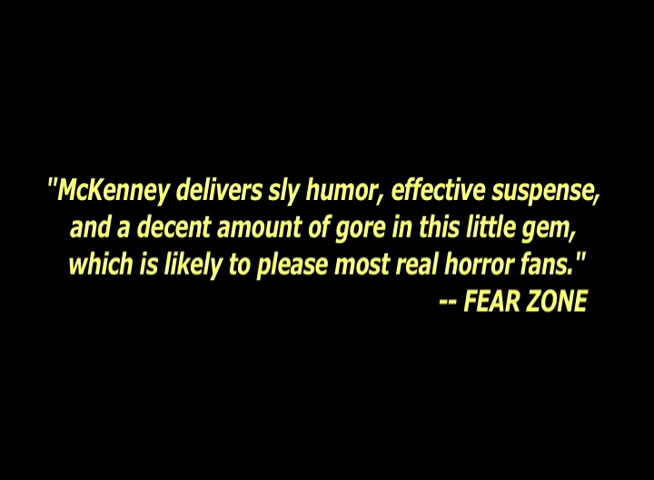 "McKenney delivers sly humor, effective suspense,
and a decent amount of gore in this little gem,
which is likely to please most real horror fans."
-- FEAR ZONE